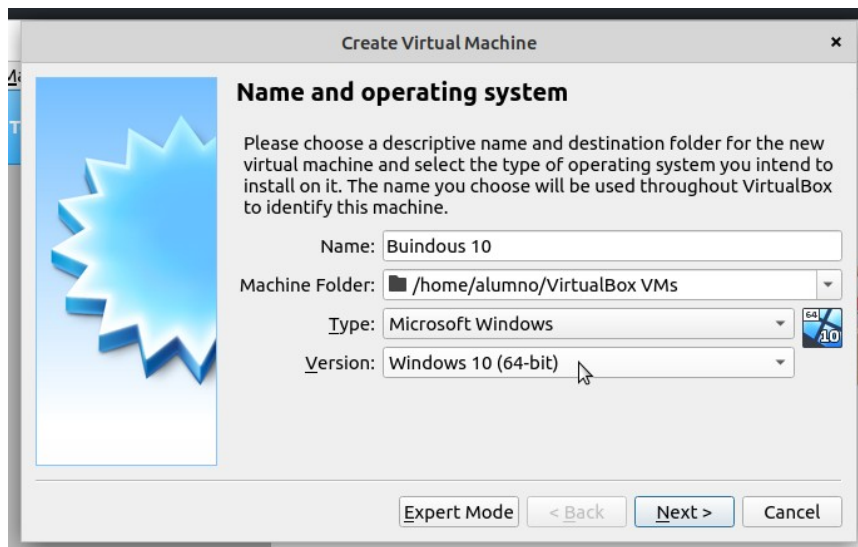 Create Virtual Machine
Name and operating system
Please choose a descriptive name and destination folder for the new
virtual machine and select the type of operating system you intend to
install on it. The name you choose will be used throughout VirtualBox
to identify this machine.
Name: Buindous 10
Machine Folder: /home/alumno/VirtualBox VMs
Type: Microsoft Windows
64
10
Version: Windows 10 (64-bit)
Expert Mode < Back Next > Cancel